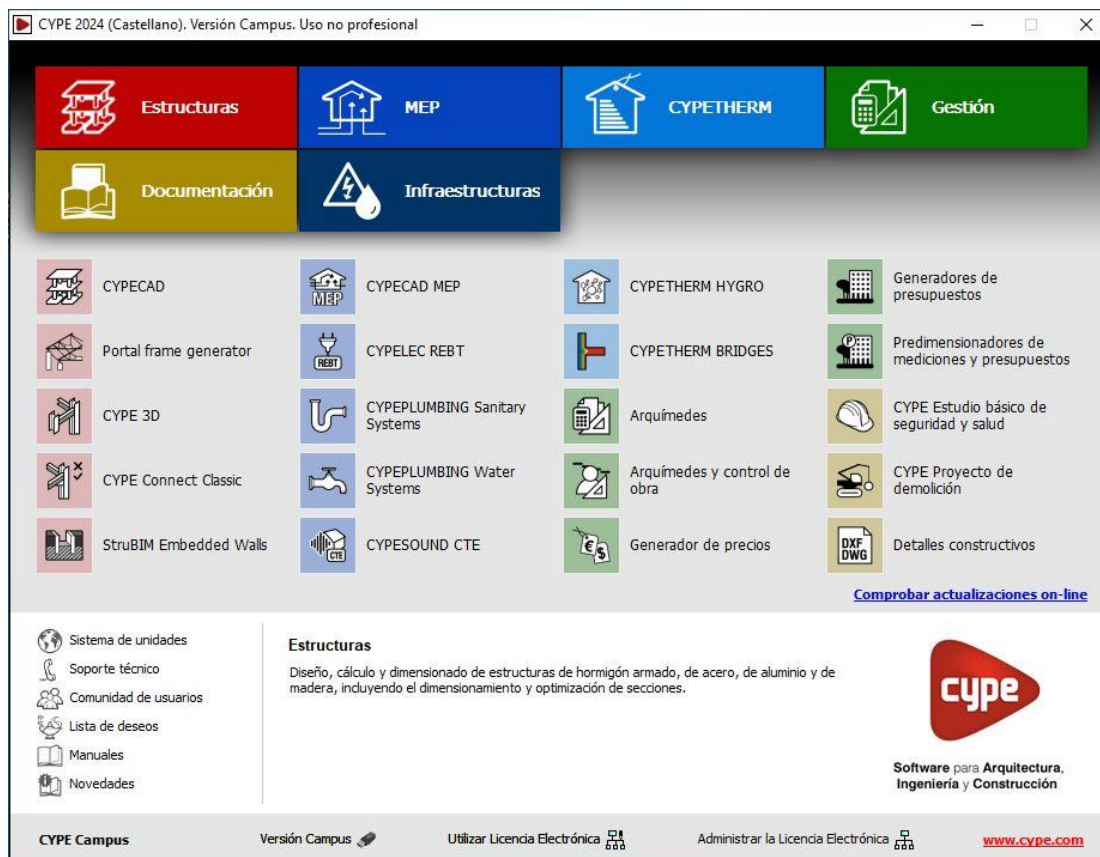 CYPE 2024 (Castellano). Versión Campus. Uso no profesional
Estructuras
MEP
CYPETHERM
Gestión
Documentación
Infraestructuras
CYPECAD
MEP
CYPECAD MEP
CYPETHERM HYGRO
Generadores de
presupuestos
Portal frame generator
REBT
CYPELEC REBT
CYPETHERM BRIDGES
P
Predimensionadores de
mediciones y presupuestos
CYPE 3D
CYPEPLUMBING Sanitary
Systems
Arquímedes
CYPE Estudio básico de
seguridad y salud
CYPE Connect Classic
CYPEPLUMBING Water
Systems
Arquímedes y control de
obra
CYPE Proyecto de
demolición
StruBIM Embedded Walls
CTE
CYPESOUND CTE
€ $
Generador de precios
DXF
DWG
Detalles constructivos
Comprobar actualizaciones on-line
Sistema de unidades
Soporte técnico
Comunidad de usuarios
Lista de deseos
Manuales
Novedades
Estructuras
Diseño, cálculo y dimensionado de estructuras de hormigón armado, de acero, de aluminio y de
madera, incluyendo el dimensionamiento y optimización de secciones.
cype
Software para Arquitectura,
Ingeniería y Construcción
CYPE Campus
Versión Campus
Utilizar Licencia Electrónica
Administrar la Licencia Electrónica
www.cype.com